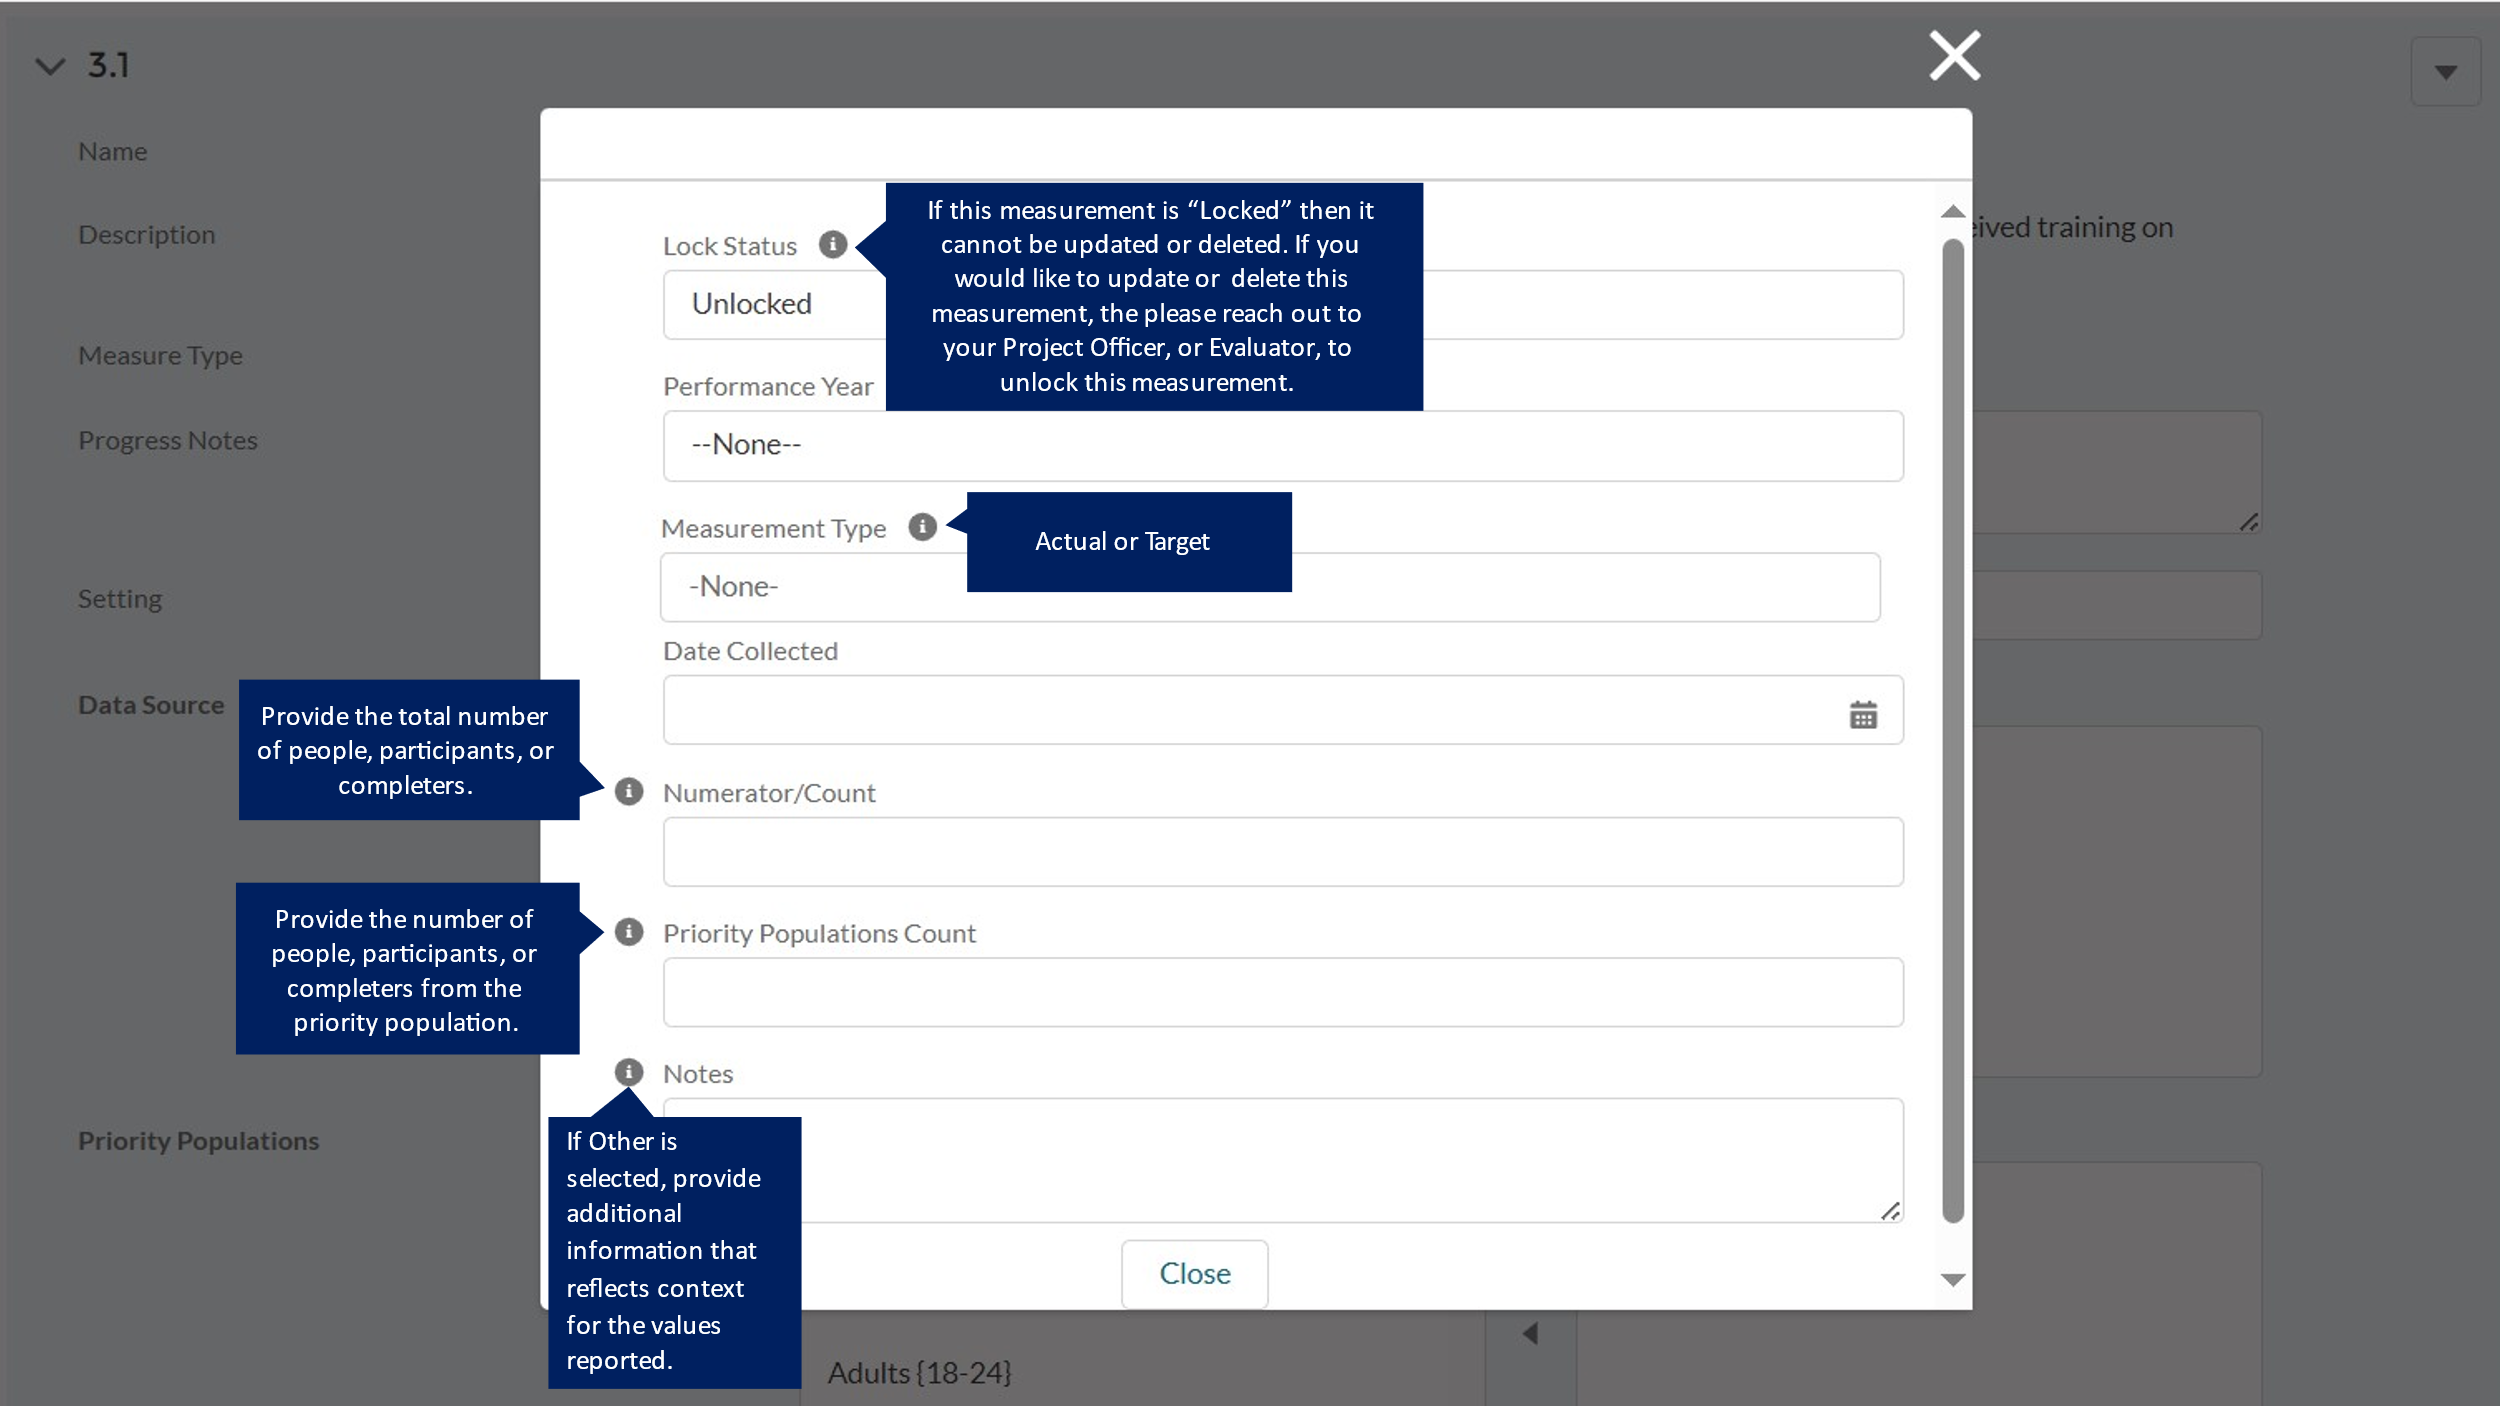 3.1
Name
Description
Measure Type
Progress Notes
Setting
Data Source
Priority Populations
eived training on
Lock Status
Unlocked
If this measurement is “Locked” then it
cannot be updated or deleted. If you
would like to update or  delete this
measurement, the please reach out to
your Project Officer, or Evaluator, to
unlock this measurement.
Performance Year
--None--
Measurement Type
Actual or Target
-None-
Date Collected
Provide the total number
of people, participants, or
completers.
Numerator/Count
Provide the number of
people, participants, or
completers from the
priority population.
Priority Populations Count
Notes
If Other is
selected, provide
additional
information that
reflects context
for the values
reported.
Close
Adults {18-24}